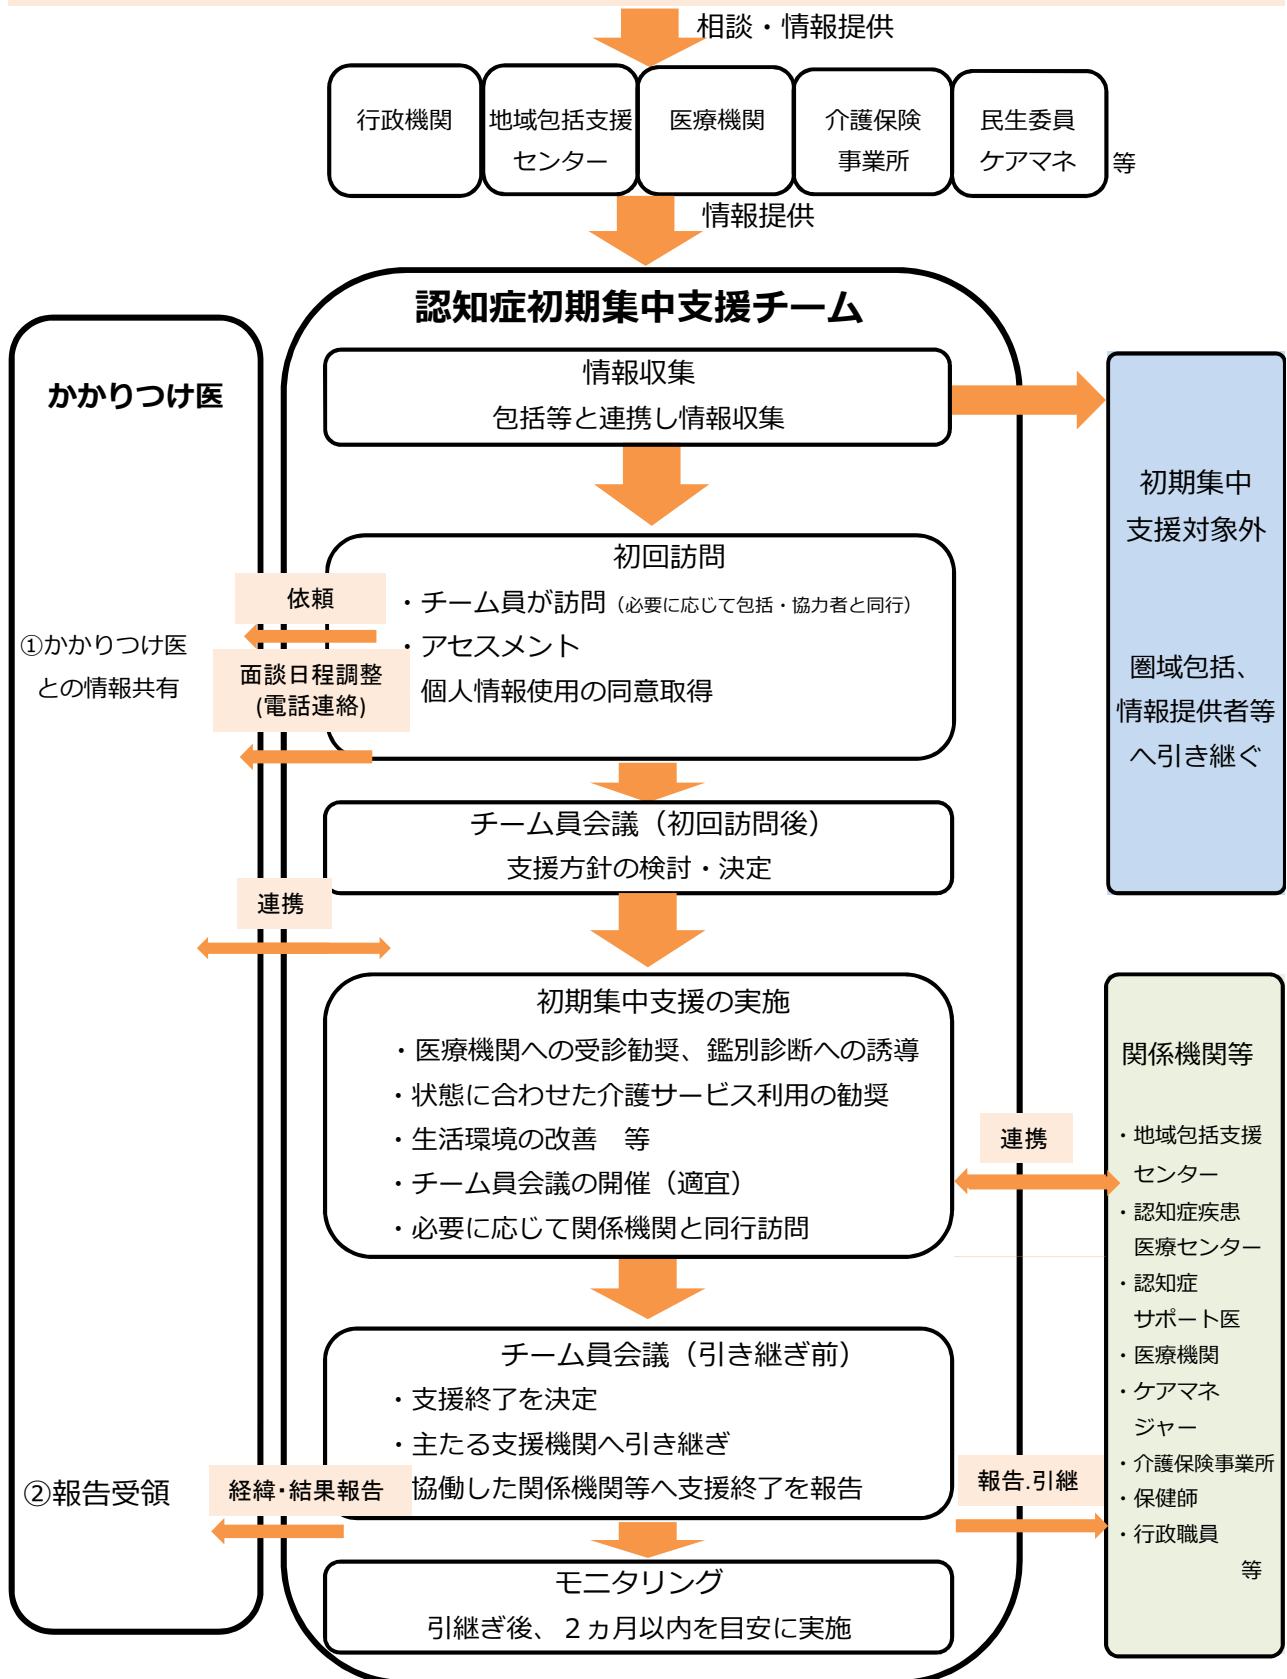 相談・情報提供
行政機関
地域包括支援
センター
医療機関
介護保険
事業所
民生委員
ケアマネ
等
情報提供
認知症初期集中支援チーム
かかりつけ医
情報収集
包括等と連携し情報収集
初期集中
支援対象外
圏域包括、
情報提供者等
へ引き継ぐ
初回訪問
・チーム員が訪問（必要に応じて包括・協力者と同行）
・アセスメント
個人情報使用の同意取得
依頼
①かかりつけ医
との情報共有
面談日程調整
(電話連絡)
チーム員会議（初回訪問後）
支援方針の検討・決定
連携
初期集中支援の実施
・医療機関への受診勧奨、鑑別診断への誘導
・状態に合わせた介護サービス利用の勧奨
・生活環境の改善　等
・チーム員会議の開催（適宜）
・必要に応じて関係機関と同行訪問
連携
関係機関等
・地域包括支援
センター
・認知症疾患
医療センター
・認知症
サポート医
・医療機関
・ケアマネ
ジャー
・介護保険事業所
・保健師
・行政職員
等
チーム員会議（引き継ぎ前）
・支援終了を決定
・主たる支援機関へ引き継ぎ
協働した関係機関等へ支援終了を報告
②報告受領
経緯・結果報告
報告.引継
モニタリング
引継ぎ後、２ヵ月以内を目安に実施